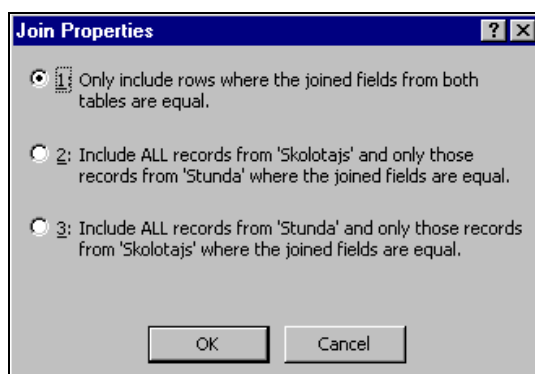 Join Properties
1: Only include rows where the joined fields from both
tables are equal.
2: Include ALL records from 'Skolotajs' and only those
records from 'Stunda' where the joined fields are equal.
3: Include ALL records from 'Stunda' and only those records
from 'Skolotajs' where the joined fields are equal.
OK Cancel